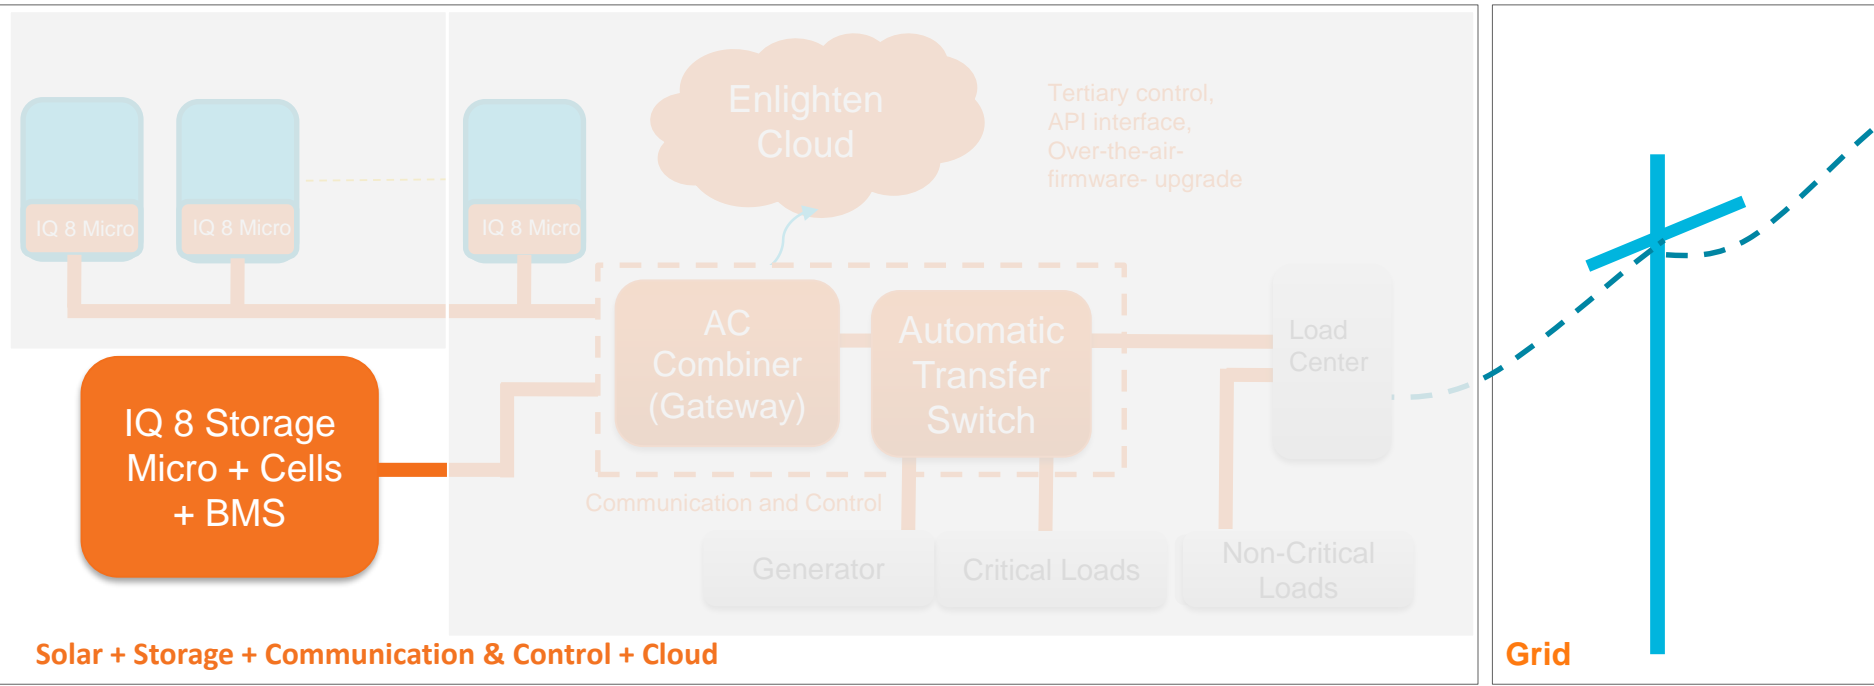 Enlighten
Cloud
Tertiary control,
API interface,
Over-the-air-
firmware- upgrade
IQ 8 Micro
IQ 8 Micro
IQ 8 Micro
AC
Combiner
(Gateway)
Automatic
Transfer
Switch
Load
Center
IQ 8 Storage
Micro + Cells
+ BMS
Communication and Control
Generator
Critical Loads
Non-Critical
Loads
Solar + Storage + Communication & Control + Cloud
Grid